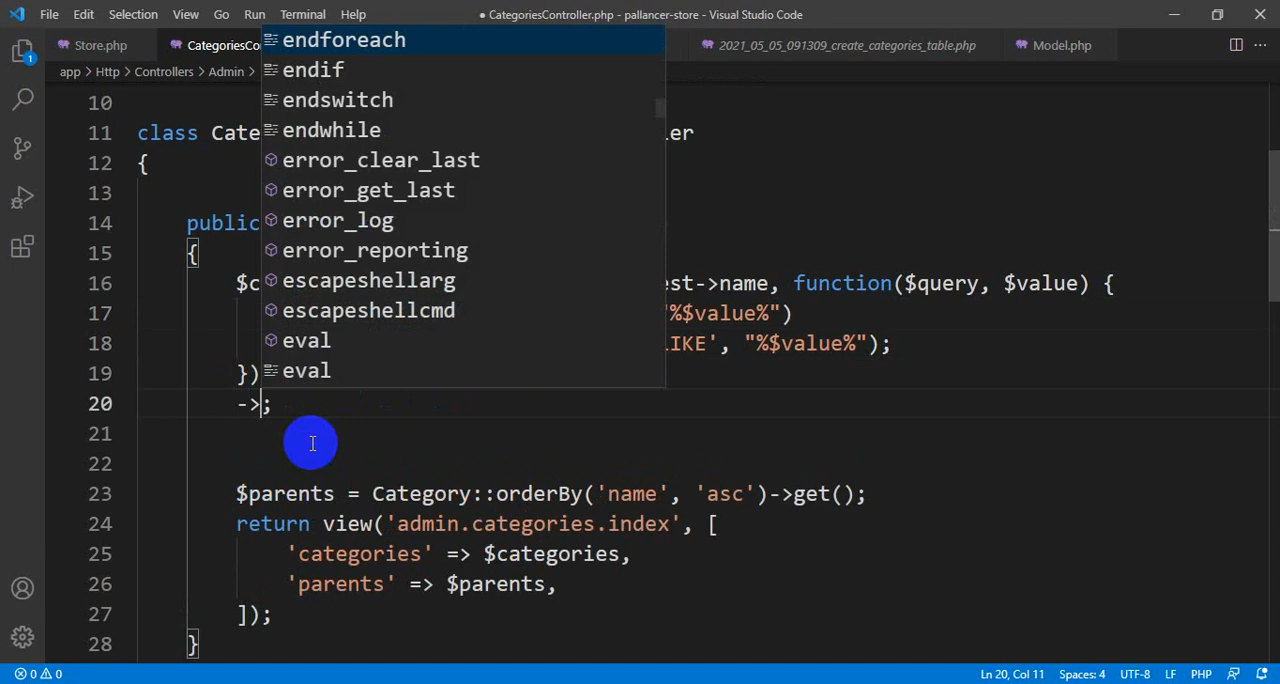 File Edit Selection View Go Run Terminal Help ● CategoriesController.php - pallancer-store - Visual Studio Code
Store.php CategoriesCo 2021_05_05_091309_create_categories_table.php Model.php
app > Http > Controllers > Admin >
endforeach
endif
endswitch
endwhile
error_clear_last
error_get_last
error_log
error_reporting
escapeshellarg
escapeshellcmd
eval
eval
10
11 class Cate ler
12 {
13
14 public
15 {
16 $c est->name, function($query, $value) {
17 "%$value%")
18 LIKE', "%$value%");
19 })
20 ->;
21
22
23 $parents = Category::orderBy('name', 'asc')->get();
24 return view('admin.categories.index', [
25 'categories' => $categories,
26 'parents' => $parents,
27 ]);
28 }
1
0 0 Ln 20, Col 11 Spaces: 4 UTF-8 LF PHP